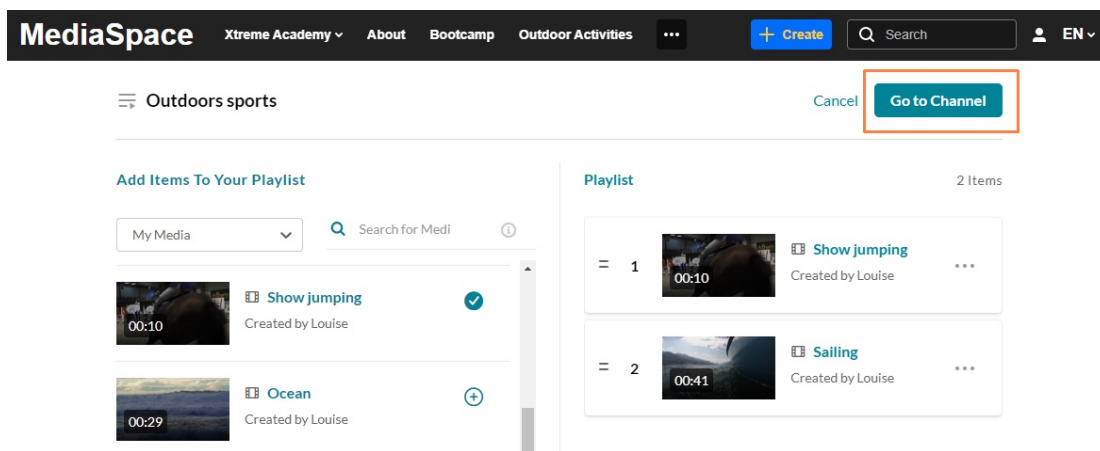 MediaSpace Xtreme Academy About Bootcamp Outdoor Activities ••• + Create Search EN
Outdoors sports Cancel Go to Channel
Add Items To Your Playlist
My Media Search for Medi
00:10 Show jumping
Created by Louise
00:29 Ocean
Created by Louise
Playlist 2 Items
1 00:10 Show jumping
Created by Louise
2 00:41 Sailing
Created by Louise